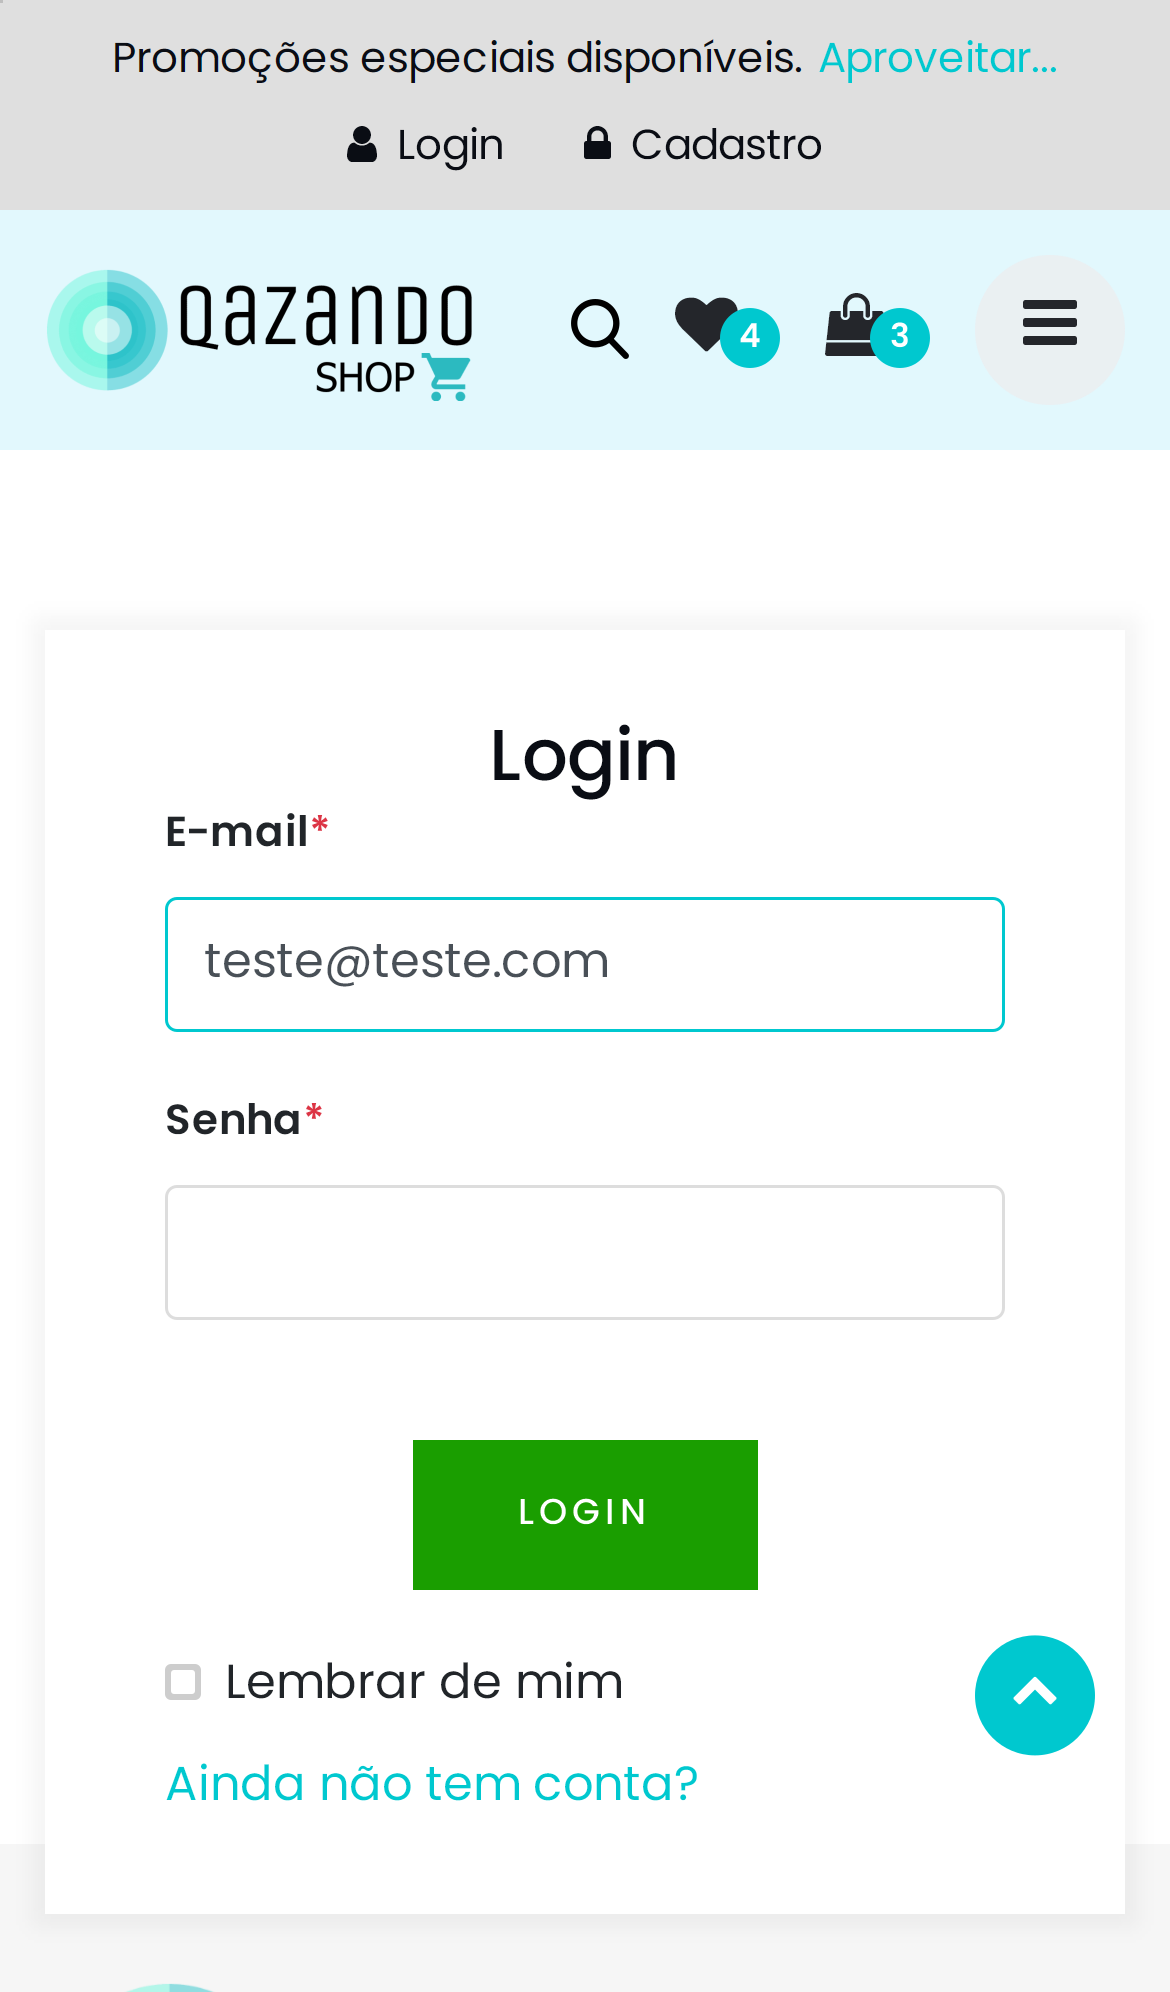 Promoções especiais disponíveis. Aproveitar...
Login Cadastro
QAZANDO
SHOP
4 3
Login
E-mail*
teste@teste.com
Senha*
LOGIN
Lembrar de mim
Ainda não tem conta?